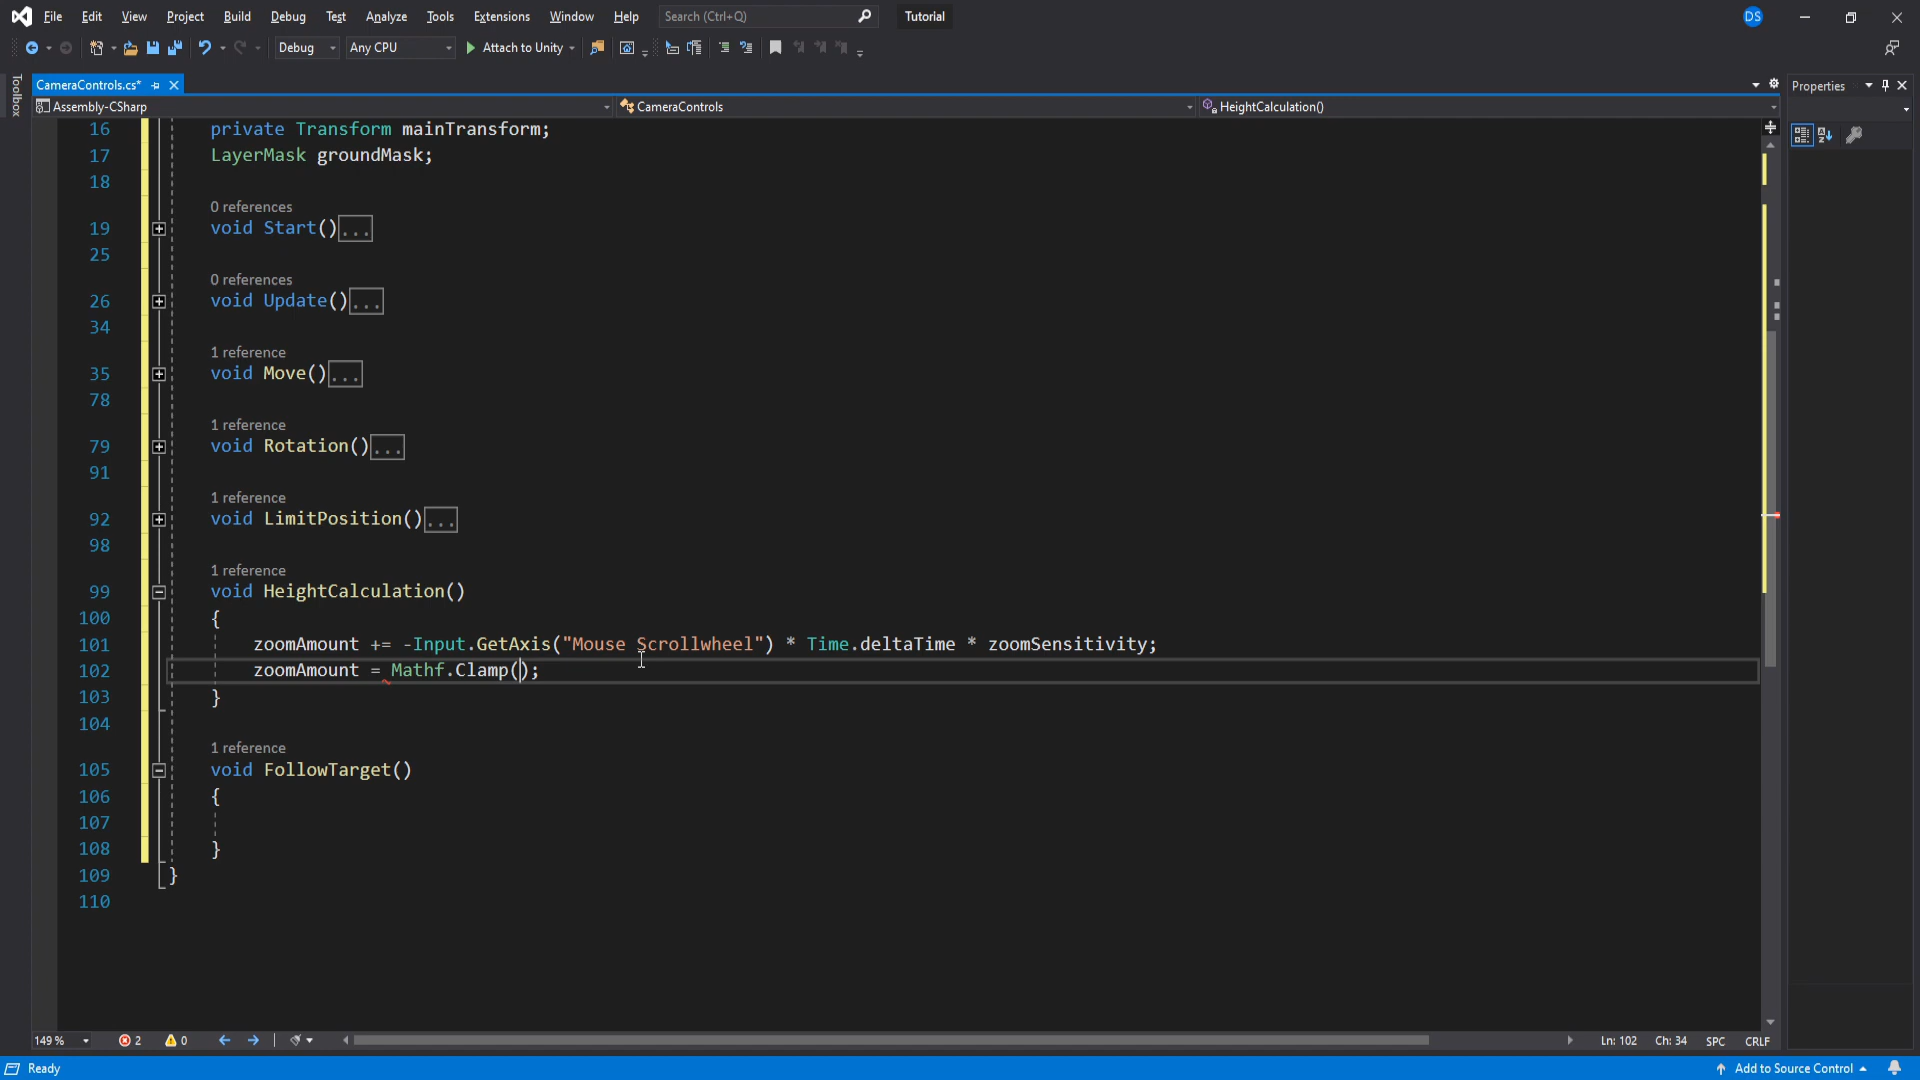 File Edit View Project Build Debug Test Analyze Tools Extensions Window Help Search (Ctrl+Q) Tutorial DS
Debug Any CPU Attach to Unity
Toolbox
CameraControls.cs*
Properties
Assembly-CSharp CameraControls HeightCalculation()
16 private Transform mainTransform;
17 LayerMask groundMask;
18
0 references
19 void Start()...
25
0 references
26 void Update()...
34
1 reference
35 void Move()...
78
1 reference
79 void Rotation()...
91
1 reference
92 void LimitPosition()...
98
1 reference
99 void HeightCalculation()
100 {
101 zoomAmount += -Input.GetAxis("Mouse Scrollwheel") * Time.deltaTime * zoomSensitivity;
102 zoomAmount = Mathf.Clamp();
103 }
104
1 reference
105 void FollowTarget()
106 {
107
108 }
109 }
110
149 % 2 0 Ln: 102 Ch: 34 SPC CRLF
Ready Add to Source Control